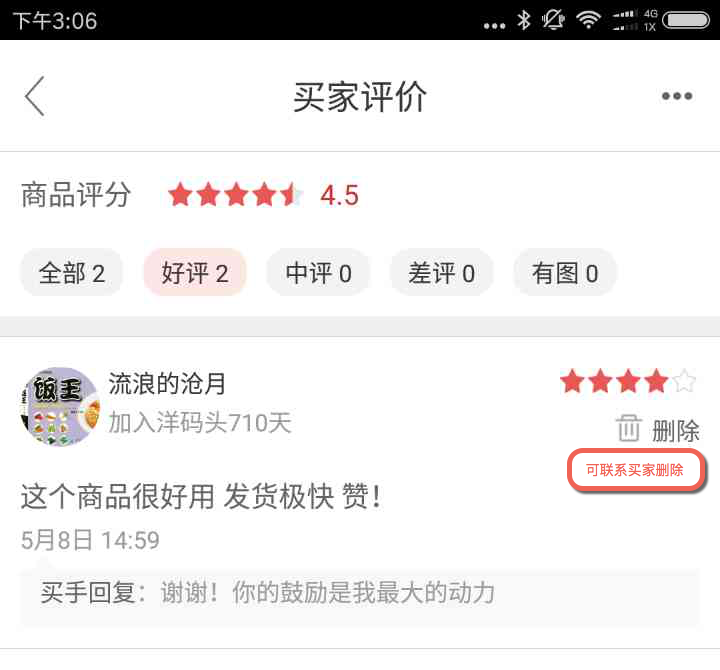 下午3:06
4G
1X
买家评价
商品评分 4.5
全部 2 好评 2 中评 0 差评 0 有图 0
饭王
流浪的沧月
加入洋码头710天
删除
可联系买家删除
这个商品很好用 发货极快 赞！
5月8日 14:59
买手回复：谢谢！你的鼓励是我最大的动力